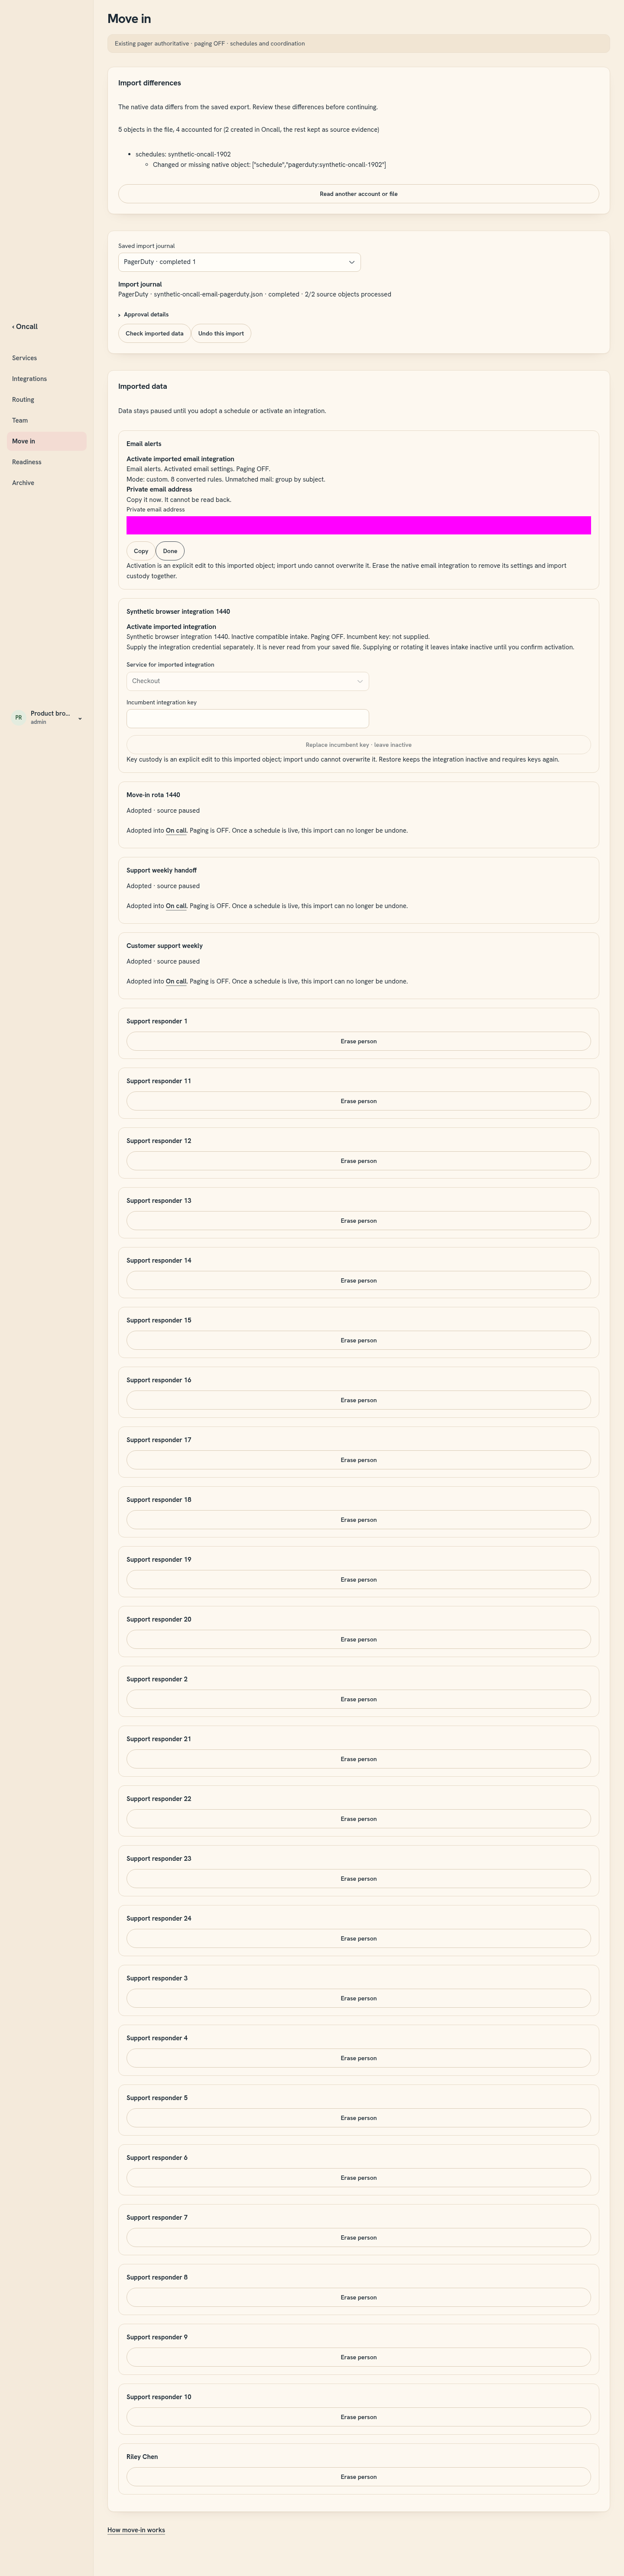 Move in
Existing pager authoritative · paging OFF · schedules and coordination
Import differences
The native data differs from the saved export. Review these differences before continuing.
5 objects in the file, 4 accounted for (2 created in Oncall, the rest kept as source evidence)
schedules: synthetic-oncall-1902
Changed or missing native object: ["schedule","pagerduty:synthetic-oncall-1902"]
Read another account or file
Saved import journal
PagerDuty · completed 1
Import journal
PagerDuty · synthetic-oncall-email-pagerduty.json · completed · 2/2 source objects processed
Approval details
Check imported data
Undo this import
‹ Oncall
Services
Integrations
Routing
Team
Move in
Readiness
Archive
PR
Product bro...
admin
Imported data
Data stays paused until you adopt a schedule or activate an integration.
Email alerts
Activate imported email integration
Email alerts. Activated email settings. Paging OFF.
Mode: custom. 8 converted rules. Unmatched mail: group by subject.
Private email address
Copy it now. It cannot be read back.
Private email address
Copy
Done
Activation is an explicit edit to this imported object; import undo cannot overwrite it. Erase the native email integration to remove its settings and import
custody together.
Synthetic browser integration 1440
Activate imported integration
Synthetic browser integration 1440. Inactive compatible intake. Paging OFF. Incumbent key: not supplied.
Supply the integration credential separately. It is never read from your saved file. Supplying or rotating it leaves intake inactive until you confirm activation.
Service for imported integration
Checkout
Incumbent integration key
Replace incumbent key · leave inactive
Key custody is an explicit edit to this imported object; import undo cannot overwrite it. Restore keeps the integration inactive and requires keys again.
Move-in rota 1440
Adopted · source paused
Adopted into On call. Paging is OFF. Once a schedule is live, this import can no longer be undone.
Support weekly handoff
Adopted · source paused
Adopted into On call. Paging is OFF. Once a schedule is live, this import can no longer be undone.
Customer support weekly
Adopted · source paused
Adopted into On call. Paging is OFF. Once a schedule is live, this import can no longer be undone.
Support responder 1
Erase person
Support responder 11
Erase person
Support responder 12
Erase person
Support responder 13
Erase person
Support responder 14
Erase person
Support responder 15
Erase person
Support responder 16
Erase person
Support responder 17
Erase person
Support responder 18
Erase person
Support responder 19
Erase person
Support responder 20
Erase person
Support responder 2
Erase person
Support responder 21
Erase person
Support responder 22
Erase person
Support responder 23
Erase person
Support responder 24
Erase person
Support responder 3
Erase person
Support responder 4
Erase person
Support responder 5
Erase person
Support responder 6
Erase person
Support responder 7
Erase person
Support responder 8
Erase person
Support responder 9
Erase person
Support responder 10
Erase person
Riley Chen
Erase person
How move-in works